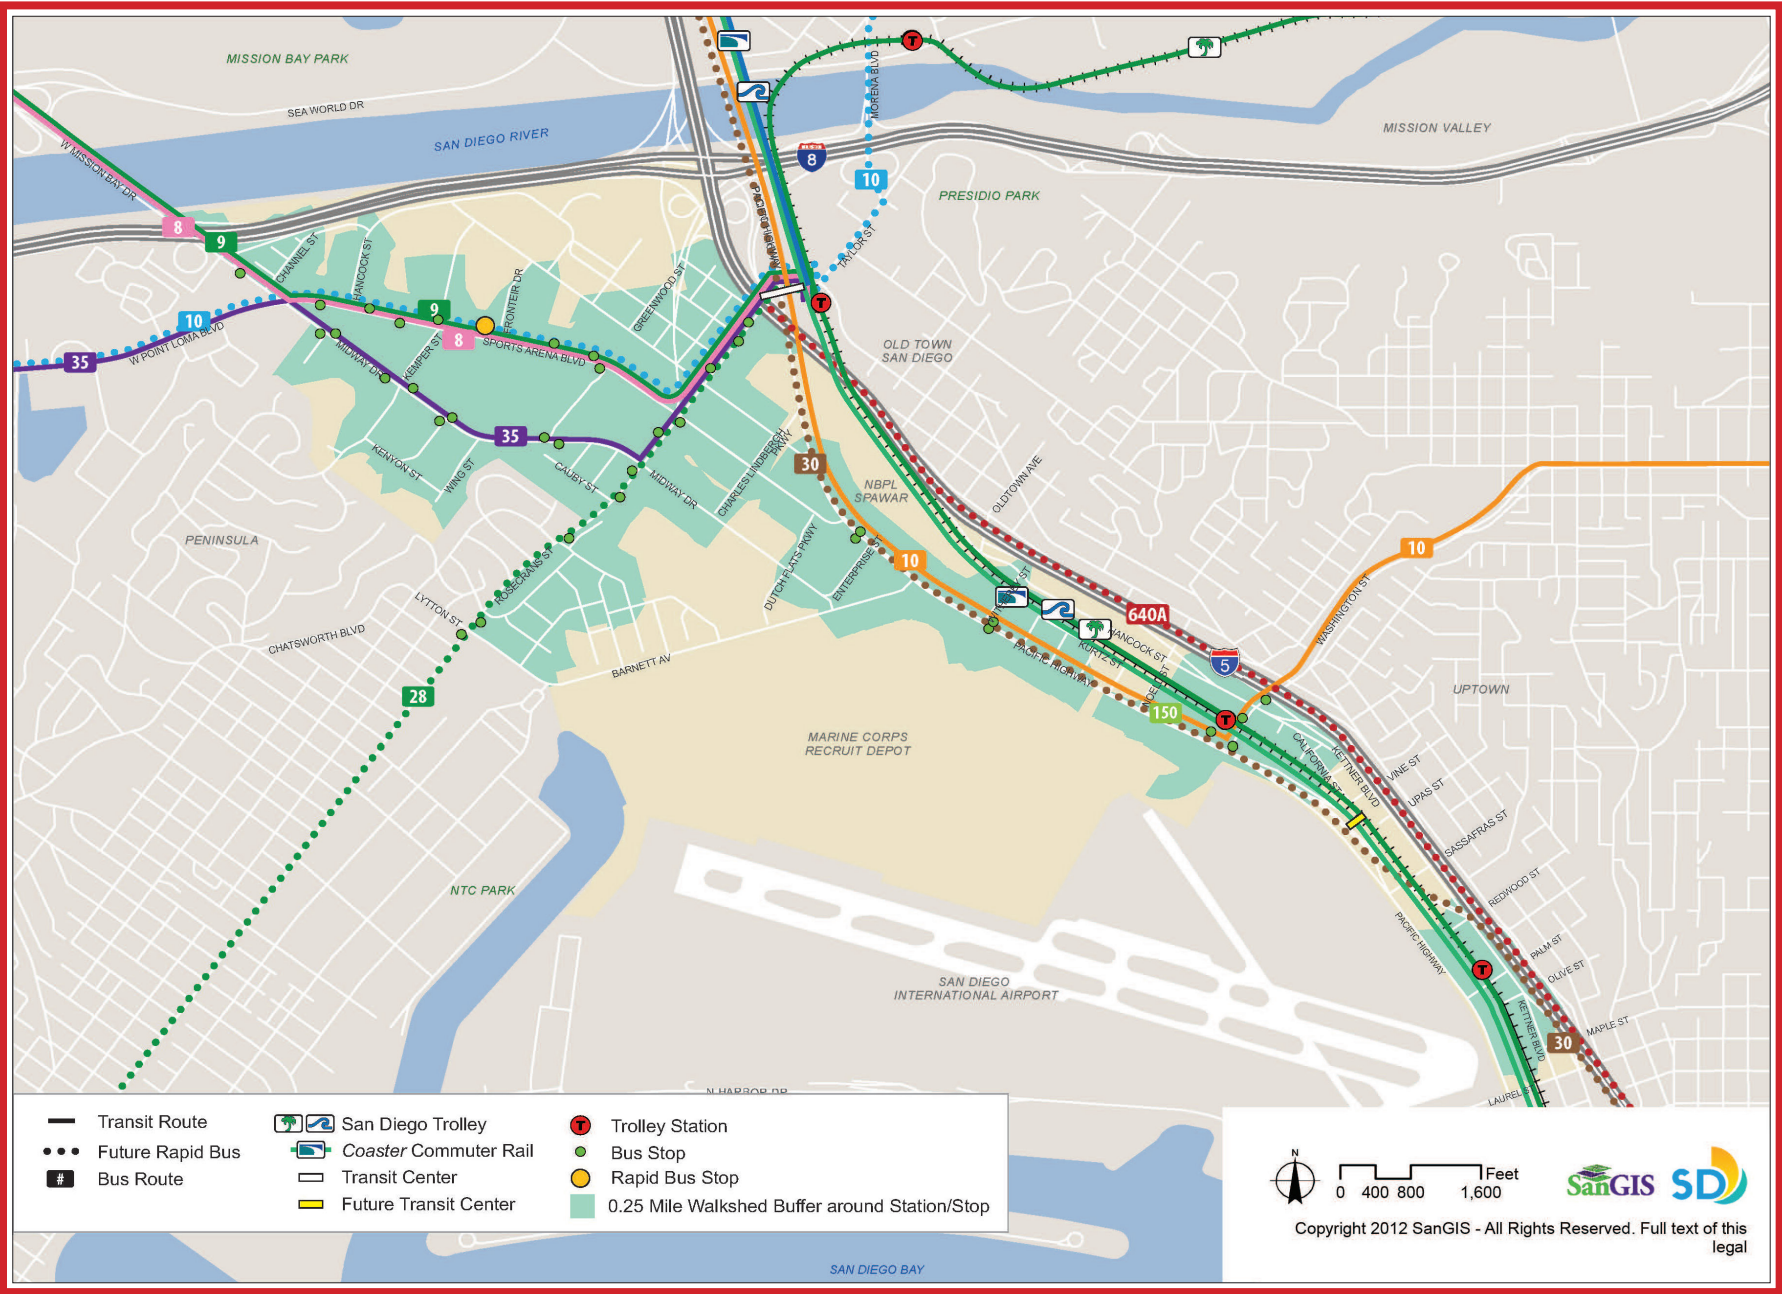 MISSION BAY PARK
SEA WORLD DR
SAN DIEGO RIVER
MORENA BLVD
MISSION VALLEY
W MISSION BAY DR
8
10
PRESIDIO PARK
PACIFIC HIGHWAY
TAYLOR ST
8
9
CHANNEL ST
HANCOCK ST
FRONTEIR DR
GREENWOOD ST
T
T
10
W POINT LOMA BLVD
35
9
8
SPORTS ARENA BLVD
MIDWAY DR
KEMPER ST
OLD TOWN
SAN DIEGO
35
KENYON ST
WING ST
CAUBY ST
MIDWAY DR
CHARLES LINDBERGH
PKWY
30
NBPL
SPAWAR
OLDTOWN AVE
PENINSULA
10
10
DUTCH FLATS PKWY
ENTERPRISE ST
ROSECRANS ST
LYTTON ST
CHATSWORTH BLVD
BARNETT AV
640A
HANCOCK ST
KURTZ ST
PACIFIC HIGHWAY
NOELL ST
5
WASHINGTON ST
UPTOWN
28
150
T
MARINE CORPS
RECRUIT DEPOT
CALIFORNIA ST
KETTNER BLVD
VINE ST
UPAS ST
SASSAFRAS ST
REDWOOD ST
NTC PARK
PACIFIC HIGHWAY
PALM ST
OLIVE ST
T
SAN DIEGO
INTERNATIONAL AIRPORT
KETTNER BLVD
MAPLE ST
30
LAUREL S
N HARBOR DR
Transit Route
Future Rapid Bus
# Bus Route
San Diego Trolley
Coaster Commuter Rail
Transit Center
Future Transit Center
T Trolley Station
Bus Stop
Rapid Bus Stop
0.25 Mile Walkshed Buffer around Station/Stop
SAN DIEGO BAY
N
Feet
0 400 800 1,600
SanGIS SD
Copyright 2012 SanGIS - All Rights Reserved. Full text of this
legal